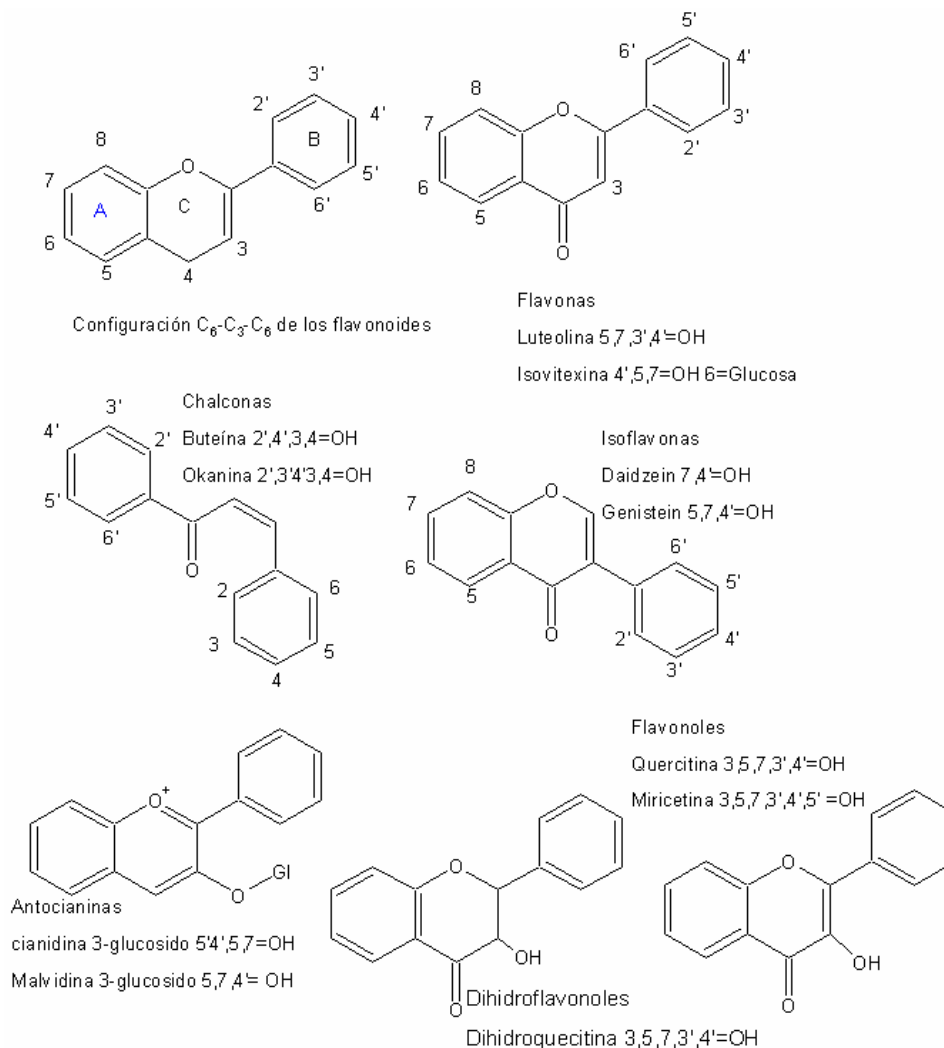 3'
2'
4'
B
5'
6'
8
O
7
A
C
6
3
5
4
Configuración C₆-C₃-C₆ de los flavonoides
5'
6'
4'
8
O
3'
7
2'
6
3
5
O
Flavonas
Luteolina 5,7,3',4'=OH
Isovitexina 4',5,7=OH 6=Glucosa
Chalconas
Buteína 2',4',3,4=OH
Okanina 2',3'4'3,4=OH
3'
4'
2'
5'
6'
O
2
6
3
5
4
Isoflavonas
Daidzein 7,4'=OH
Genistein 5,7,4'=OH
8
O
7
6'
6
5'
5
O
2'
4'
3'
O+
O
Gl
Antocianinas
cianidina 3-glucosido 5'4',5,7=OH
Malvidina 3-glucosido 5,7,4'= OH
O
OH
O
Dihidroflavonoles
Dihidroquecitina 3,5,7,3',4'=OH
Flavonoles
Quercitina 3,5,7,3',4'=OH
Miricetina 3,5,7,3',4',5' =OH
O
OH
O